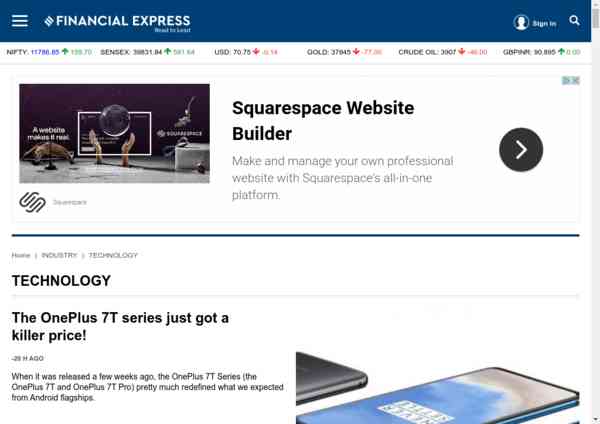 FINANCIAL EXPRESS
Read to Lead
Sign in
NIFTY: 11786.85 159.70 SENSEX: 39831.84 581.64 USD: 70.75 -0.14 GOLD: 37945 -77.00 CRUDE OIL: 3907 -46.00 GBPINR: 90.895 0.00
A website makes it real.
SQUARESPACE
Squarespace Website
Builder
Make and manage your own professional
website with Squarespace's all-in-one
platform.
Squarespace
Home | INDUSTRY | TECHNOLOGY
TECHNOLOGY
The OnePlus 7T series just got a
killer price!
-20 H AGO
When it was released a few weeks ago, the OnePlus 7T Series (the
OnePlus 7T and OnePlus 7T Pro) pretty much redefined what we expected
from Android flagships.
NEVER
SETTLE